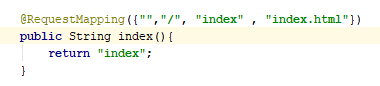 @RequestMapping({"","/", "index" , "index.html"})
public String index(){
    return "index";
}